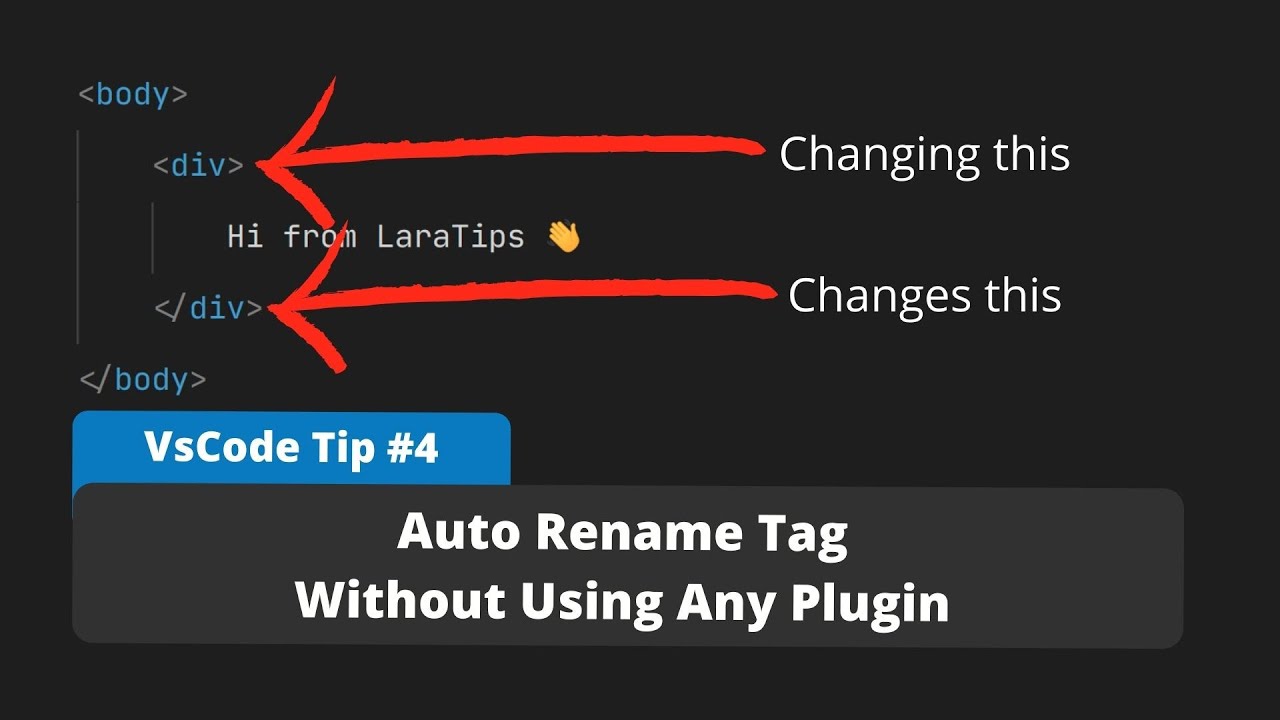 <body>
<div>
Changing this
Hi from LaraTips 👋
</div>
Changes this
</body>
VsCode Tip #4
Auto Rename Tag
Without Using Any Plugin